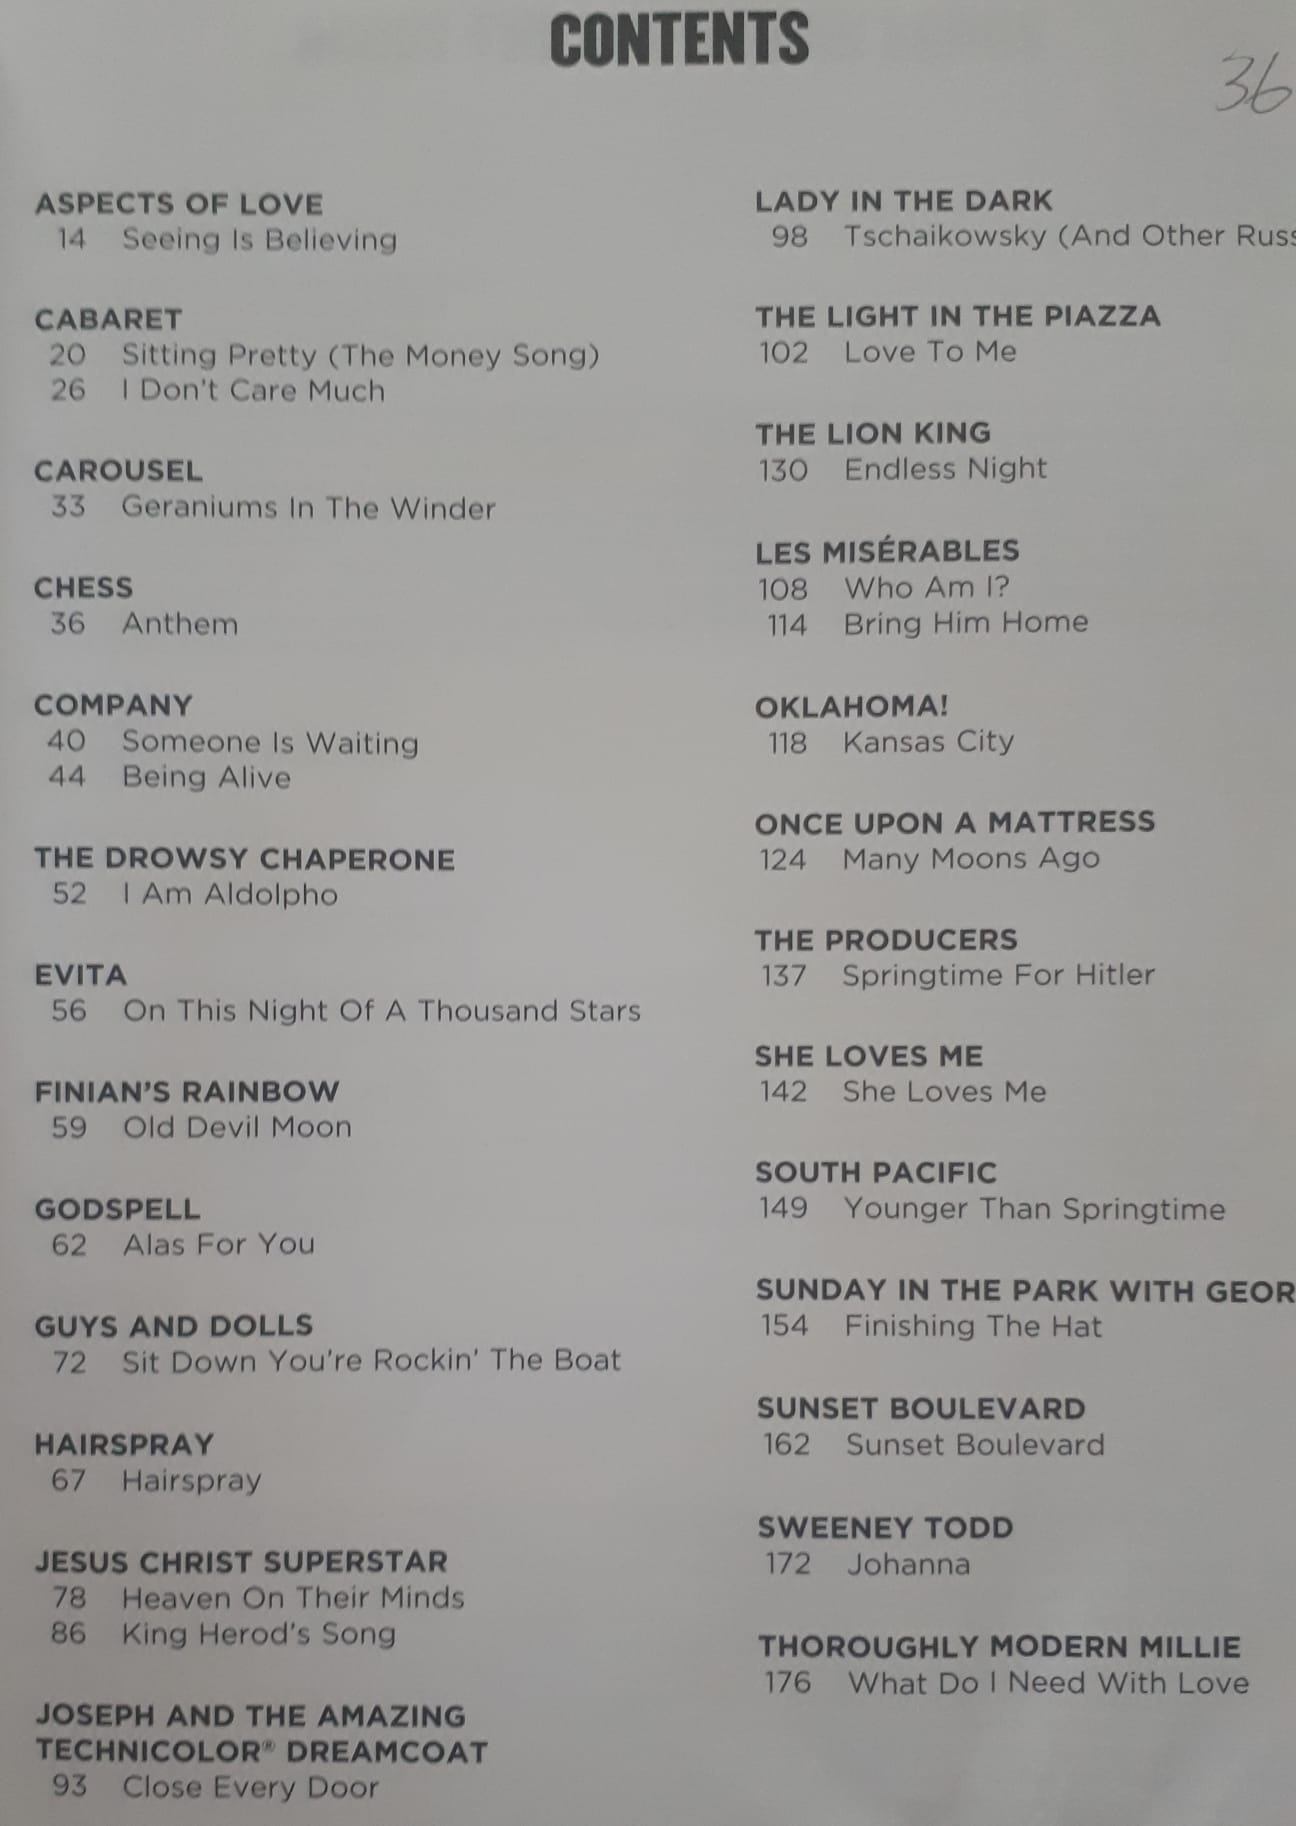 CONTENTS
36
ASPECTS OF LOVE
14 Seeing Is Believing
CABARET
20 Sitting Pretty (The Money Song)
26 I Don't Care Much
CAROUSEL
33 Geraniums In The Winder
CHESS
36 Anthem
COMPANY
40 Someone Is Waiting
44 Being Alive
THE DROWSY CHAPERONE
52 I Am Aldolpho
EVITA
56 On This Night Of A Thousand Stars
FINIAN'S RAINBOW
59 Old Devil Moon
GODSPELL
62 Alas For You
GUYS AND DOLLS
72 Sit Down You're Rockin' The Boat
HAIRSPRAY
67 Hairspray
JESUS CHRIST SUPERSTAR
78 Heaven On Their Minds
86 King Herod's Song
JOSEPH AND THE AMAZING
TECHNICOLOR® DREAMCOAT
93 Close Every Door
LADY IN THE DARK
98 Tschaikowsky (And Other Russ
THE LIGHT IN THE PIAZZA
102 Love To Me
THE LION KING
130 Endless Night
LES MISÉRABLES
108 Who Am I?
114 Bring Him Home
OKLAHOMA!
118 Kansas City
ONCE UPON A MATTRESS
124 Many Moons Ago
THE PRODUCERS
137 Springtime For Hitler
SHE LOVES ME
142 She Loves Me
SOUTH PACIFIC
149 Younger Than Springtime
SUNDAY IN THE PARK WITH GEOR
154 Finishing The Hat
SUNSET BOULEVARD
162 Sunset Boulevard
SWEENEY TODD
172 Johanna
THOROUGHLY MODERN MILLIE
176 What Do I Need With Love